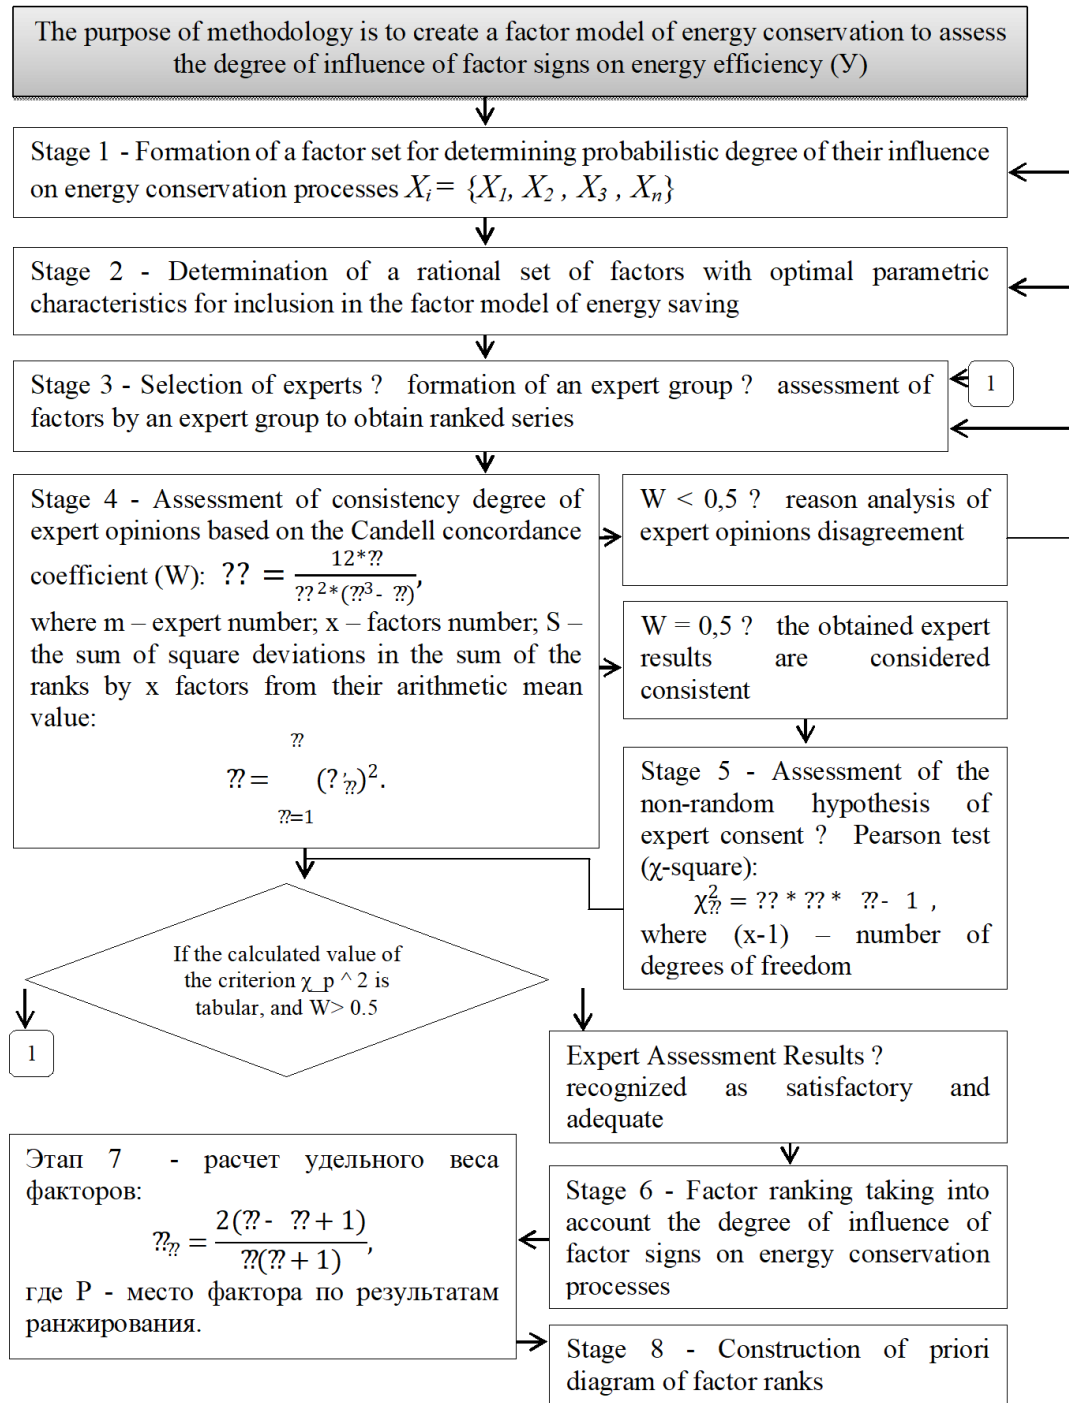 The purpose of methodology is to create a factor model of energy conservation to assess
the degree of influence of factor signs on energy efficiency (У)
Stage 1 - Formation of a factor set for determining probabilistic degree of their influence
on energy conservation processes Xᵢ = {X₁, X₂ , X₃ , Xₙ}
Stage 2 - Determination of a rational set of factors with optimal parametric
characteristics for inclusion in the factor model of energy saving
Stage 3 - Selection of experts ? formation of an expert group ? assessment of
factors by an expert group to obtain ranked series
1
Stage 4 - Assessment of consistency degree of
expert opinions based on the Candell concordance
coefficient (W): ?? = 12*?? / ??²*(??³- ??),
where m – expert number; x – factors number; S –
the sum of square deviations in the sum of the
ranks by x factors from their arithmetic mean
value:
??
?? = (?'??)².
??=1
W < 0,5 ? reason analysis of
expert opinions disagreement
W = 0,5 ? the obtained expert
results are considered
consistent
Stage 5 - Assessment of the
non-random hypothesis of
expert consent ? Pearson test
(χ-square):
χ²?? = ?? * ?? * ??- 1 ,
where (x-1) – number of
degrees of freedom
If the calculated value of
the criterion χ_p ^ 2 is
tabular, and W> 0.5
1
Expert Assessment Results ?
recognized as satisfactory and
adequate
Stage 6 - Factor ranking taking into
account the degree of influence of
factor signs on energy conservation
processes
Этап 7 - расчет удельного веса
факторов:
???? = 2(??- ??+ 1) / ??(??+ 1),
где Р - место фактора по результатам
ранжирования.
Stage 8 - Construction of priori
diagram of factor ranks